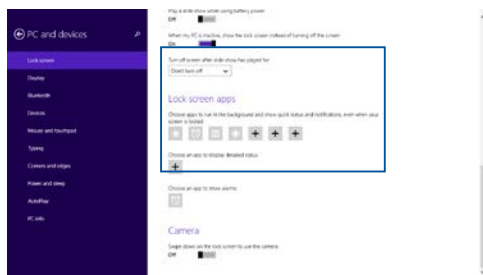 PC and devices
Lock screen
Display
Bluetooth
Devices
Mouse and touchpad
Typing
Corners and edges
Power and sleep
AutoPlay
PC info
Play a slide show when using battery power
Off
When my PC is inactive, show the lock screen instead of turning off the screen
On
Turn off screen after slide show has played for
Don't turn off
Lock screen apps
Choose apps to run in the background and show quick status and notifications, even when your
screen is locked
Choose an app to display detailed status
Choose an app to show alarms
Camera
Swipe down on the lock screen to use the camera
Off